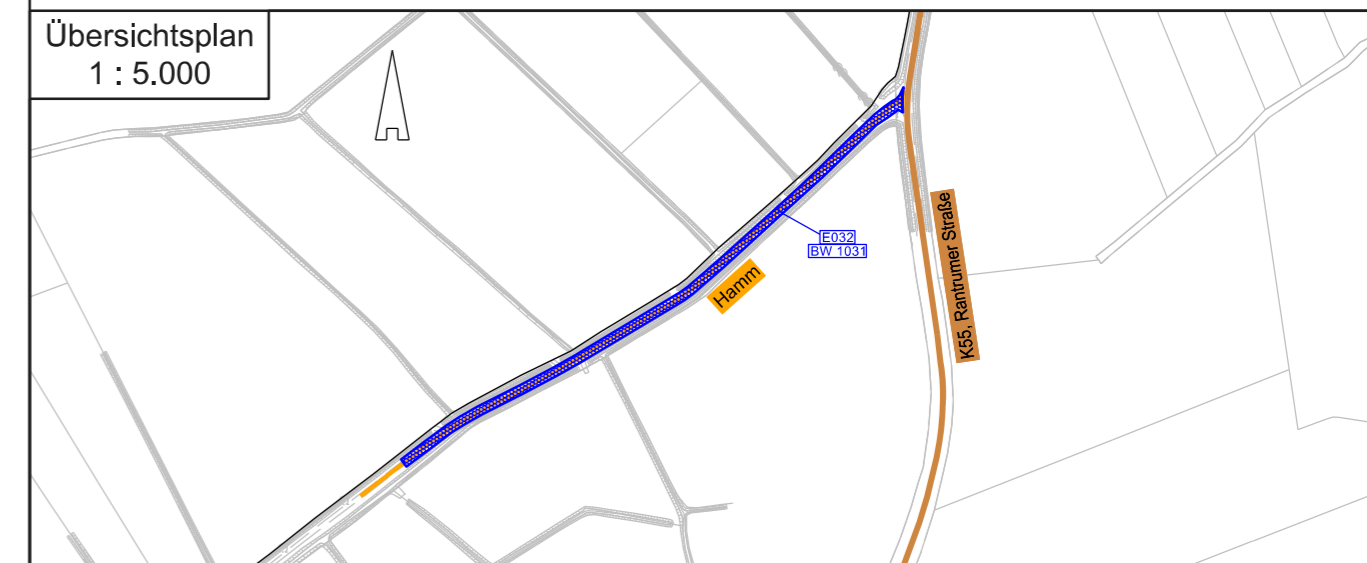 Übersichtsplan
1 : 5.000
E032
BW 1031
Hamm
K55, Rantrumer Straße